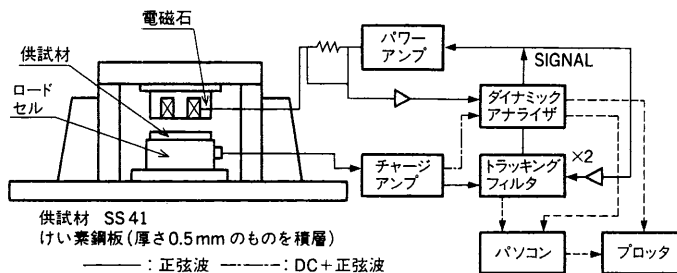 電磁石
供試材
ロード
セル
パワー
アンプ
SIGNAL
ダイナミック
アナライザ
チャージ
アンプ
トラッキング
フィルタ
×2
パソコン
プロッタ
供試材 SS 41
けい素鋼板(厚さ0.5mmのものを積層)
:正弦波 :DC+正弦波